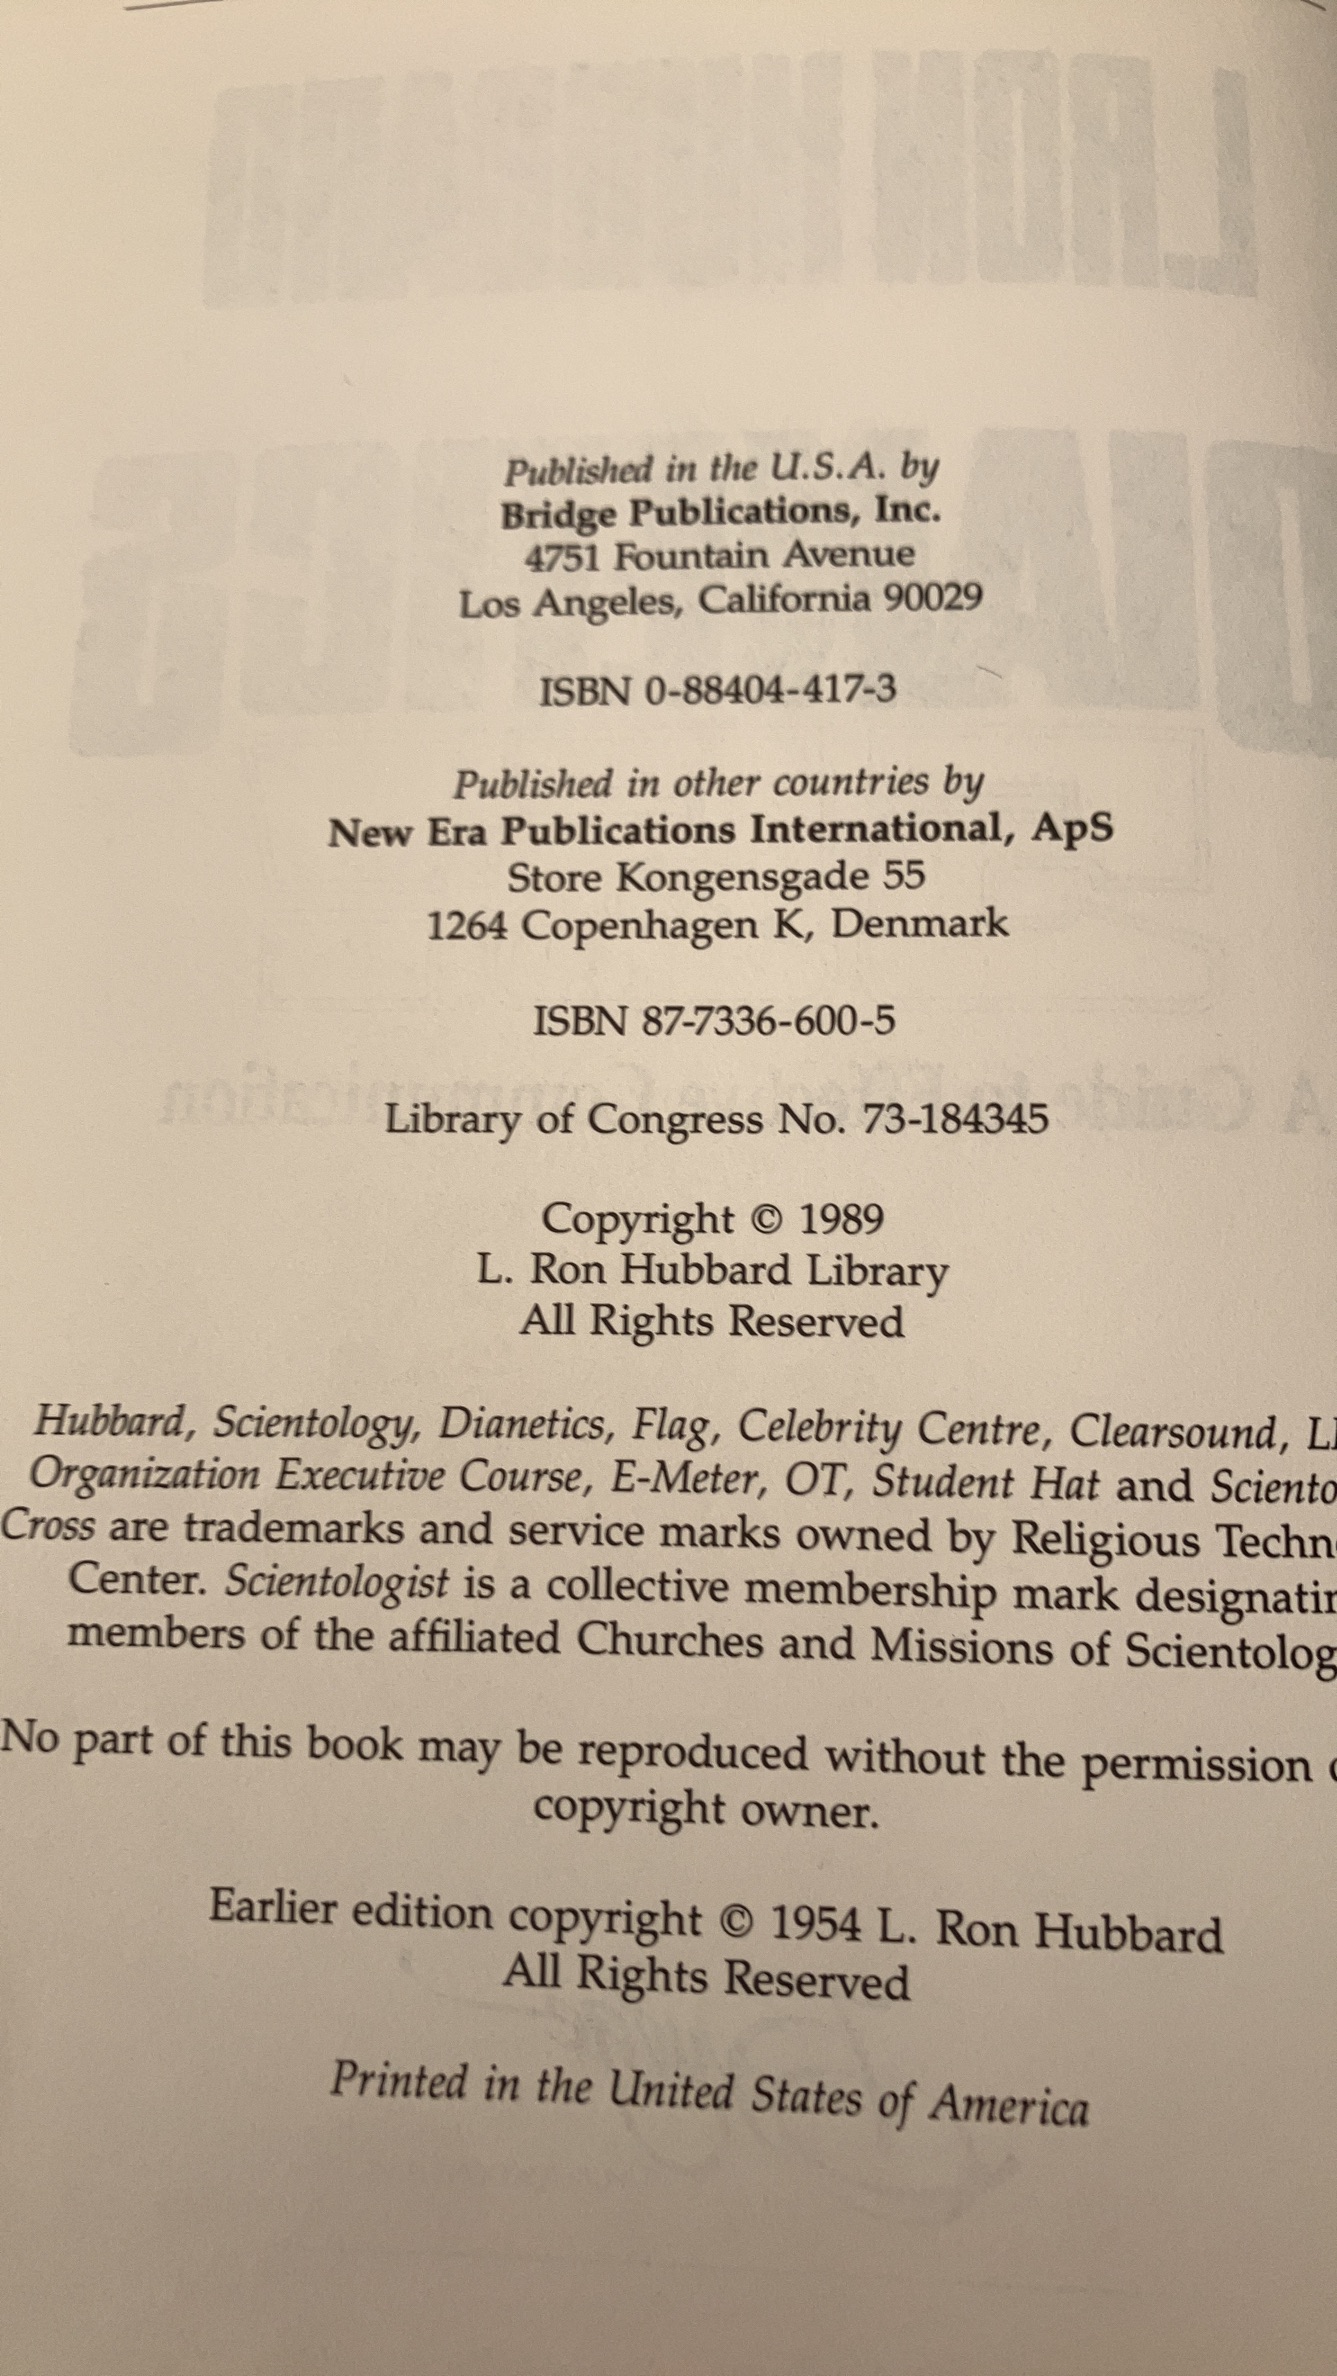 Published in the U.S.A. by
Bridge Publications, Inc.
4751 Fountain Avenue
Los Angeles, California 90029
ISBN 0-88404-417-3
Published in other countries by
New Era Publications International, ApS
Store Kongensgade 55
1264 Copenhagen K, Denmark
ISBN 87-7336-600-5
Library of Congress No. 73-184345
Copyright © 1989
L. Ron Hubbard Library
All Rights Reserved
Hubbard, Scientology, Dianetics, Flag, Celebrity Centre, Clearsound,
Organization Executive Course, E-Meter, OT, Student Hat and Sciento
Cross are trademarks and service marks owned by Religious Techn
Center. Scientologist is a collective membership mark designatin
members of the affiliated Churches and Missions of Scientolog
No part of this book may be reproduced without the permission
copyright owner.
Earlier edition copyright © 1954 L. Ron Hubbard
All Rights Reserved
Printed in the United States of America